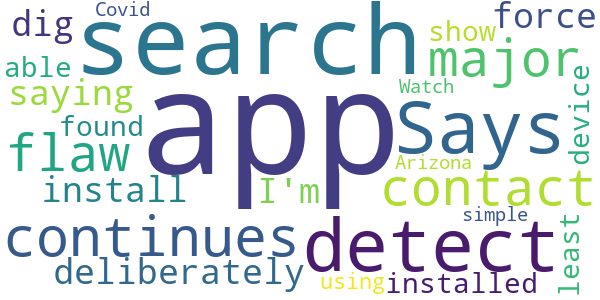 Covid
dig
search
force
show
major
able
saying
Watch
device
app
Says
found
flaw
Arizona
install
I'm
contact
simple
least
continues
detect
deliberately
using
installed